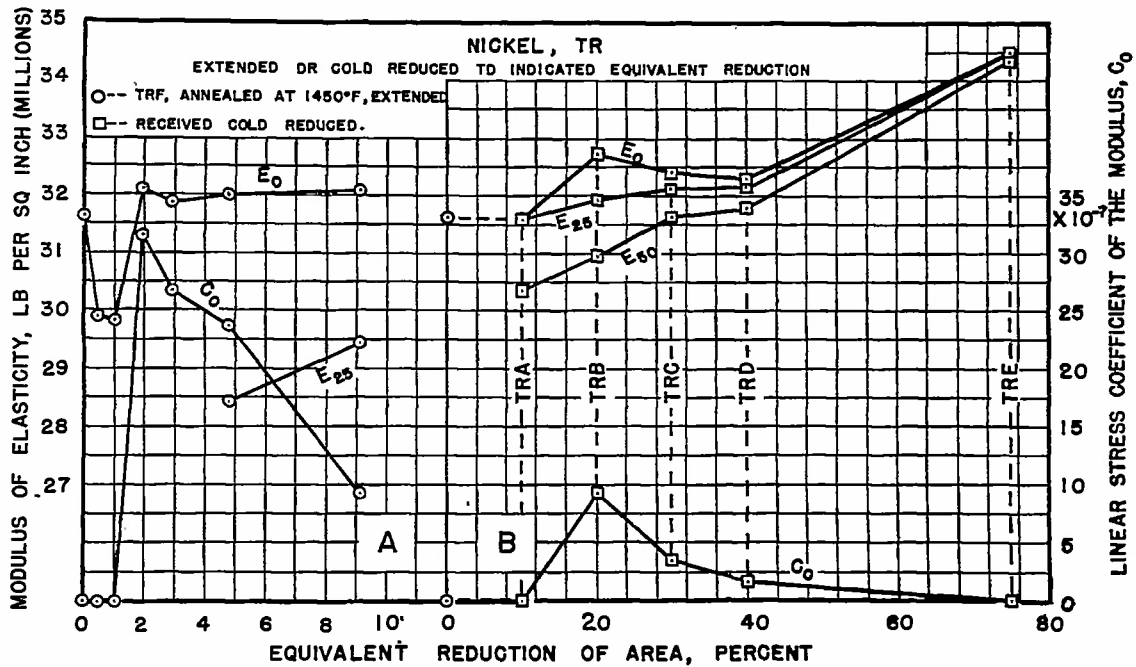 NICKEL, TR
EXTENDED OR COLD REDUCED TO INDICATED EQUIVALENT REDUCTION
O-- TRF, ANNEALED AT 1450°F, EXTENDED
□-- RECEIVED COLD REDUCED.
MODULUS OF ELASTICITY, LB PER SQ INCH (MILLIONS)
35
34
33
32
31
30
29
28
27
E₀
C₀
E₂₅
A
E₀
E₂₅
E₅₀
TRA
TRB
TRC
TRD
TRE
B
C₀
35
X 10⁻⁷
30
25
20
15
10
5
0
LINEAR STRESS COEFFICIENT OF THE MODULUS, C₀
0 2 4 6 8 10
0 20 40 60 80
EQUIVALENT REDUCTION OF AREA, PERCENT